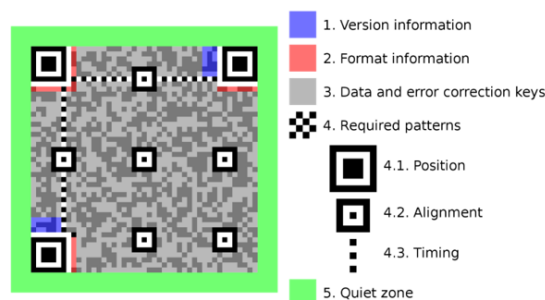 1. Version information
2. Format information
3. Data and error correction keys
4. Required patterns
4.1. Position
4.2. Alignment
4.3. Timing
5. Quiet zone